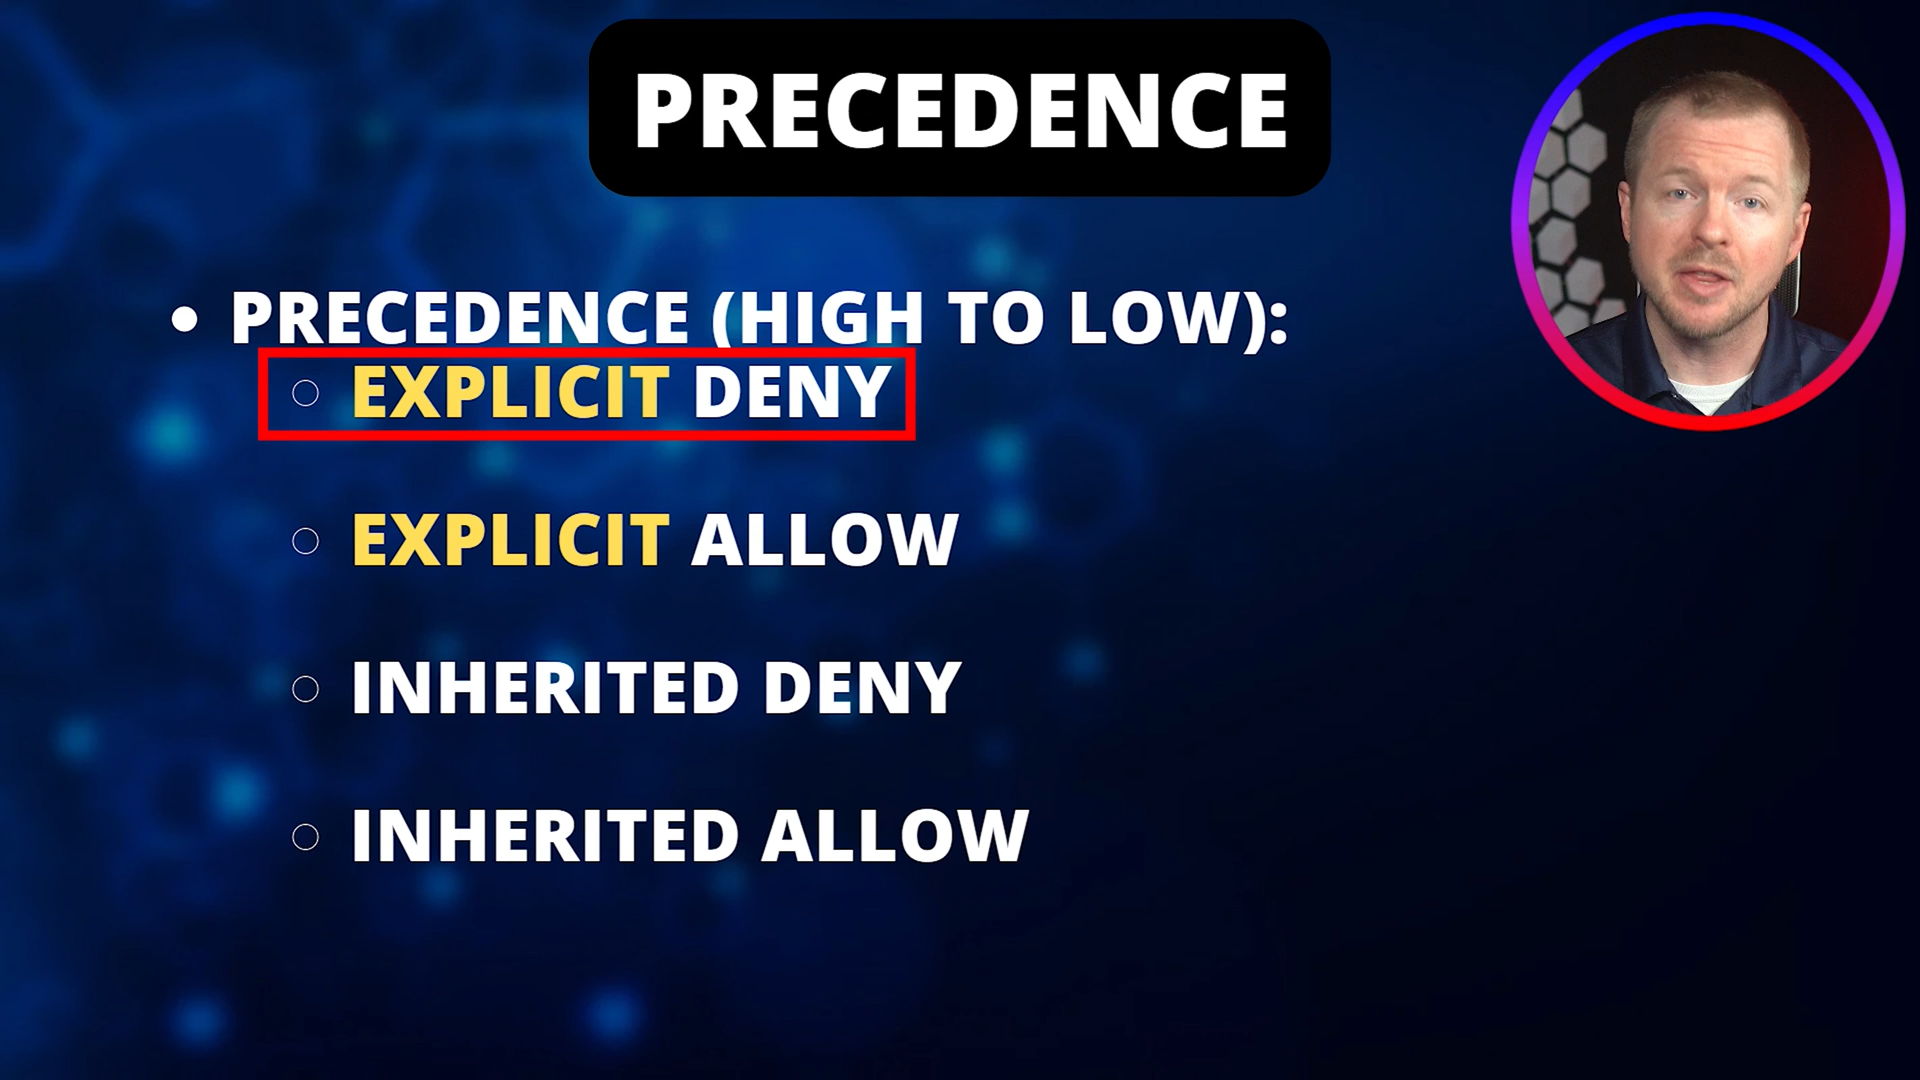 PRECEDENCE
PRECEDENCE (HIGH TO LOW):
EXPLICIT DENY
EXPLICIT ALLOW
INHERITED DENY
INHERITED ALLOW